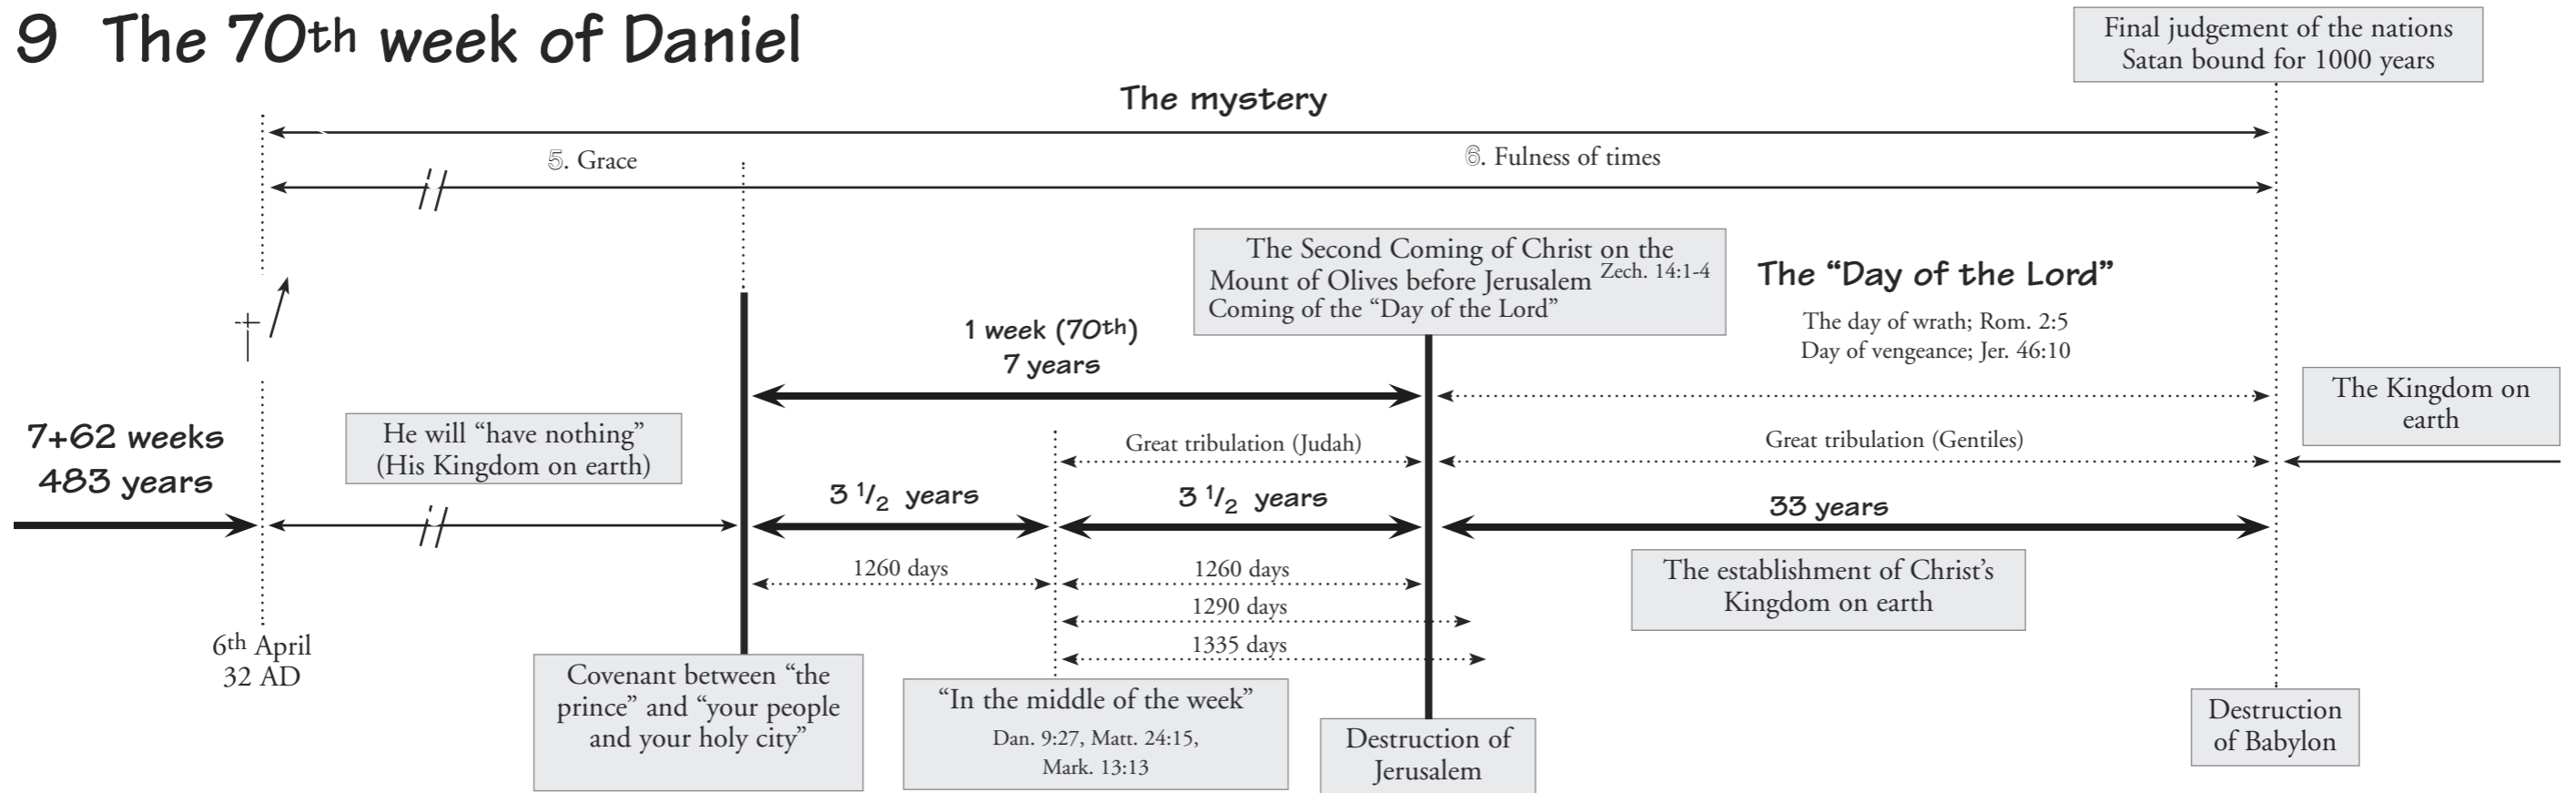 9 The 70th week of Daniel
Final judgement of the nations
Satan bound for 1000 years
The mystery
5. Grace
6. Fulness of times
The Second Coming of Christ on the
Mount of Olives before Jerusalem Zech. 14:1-4
Coming of the “Day of the Lord”
The “Day of the Lord”
The day of wrath; Rom. 2:5
Day of vengeance; Jer. 46:10
1 week (70th)
7 years
The Kingdom on
earth
7+62 weeks
483 years
He will “have nothing”
(His Kingdom on earth)
Great tribulation (Judah)
Great tribulation (Gentiles)
3 1/2 years
3 1/2 years
33 years
1260 days
1260 days
1290 days
1335 days
The establishment of Christ’s
Kingdom on earth
6th April
32 AD
Covenant between “the
prince” and “your people
and your holy city”
“In the middle of the week”
Dan. 9:27, Matt. 24:15,
Mark. 13:13
Destruction of
Jerusalem
Destruction
of Babylon